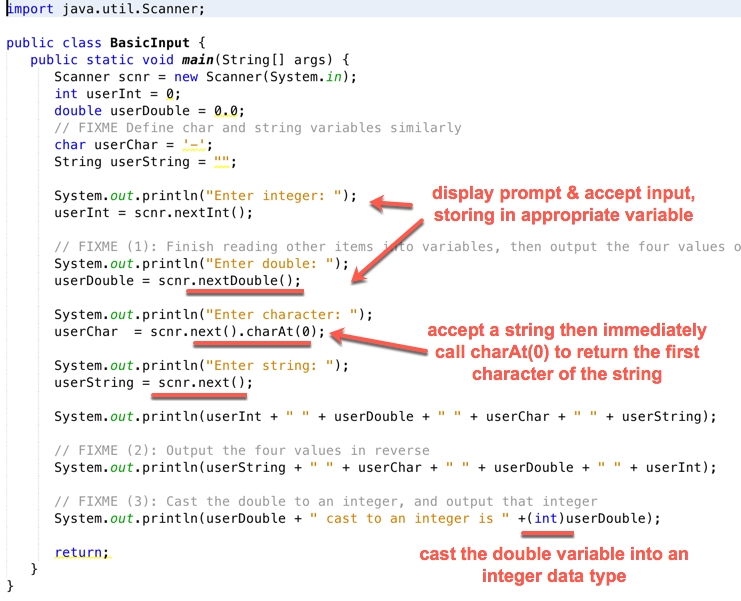 import java.util.Scanner;
public class BasicInput {
public static void main(String[] args) {
Scanner scnr = new Scanner(System.in);
int userInt = 0;
double userDouble = 0.0;
// FIXME Define char and string variables similarly
char userChar = '-';
String userString = "";
System.out.println("Enter integer: ");
userInt = scnr.nextInt();
display prompt & accept input,
storing in appropriate variable
// FIXME (1): Finish reading other items into variables, then output the four values o
System.out.println("Enter double: ");
userDouble = scnr.nextDouble();
System.out.println("Enter character: ");
userChar  = scnr.next().charAt(0);
accept a string then immediately
call charAt(0) to return the first
character of the string
System.out.println("Enter string: ");
userString = scnr.next();
System.out.println(userInt + " " + userDouble + " " + userChar + " " + userString);
// FIXME (2): Output the four values in reverse
System.out.println(userString + " " + userChar + " " + userDouble + " " + userInt);
// FIXME (3): Cast the double to an integer, and output that integer
System.out.println(userDouble + " cast to an integer is " +(int)userDouble);
cast the double variable into an
integer data type
return;
}
}